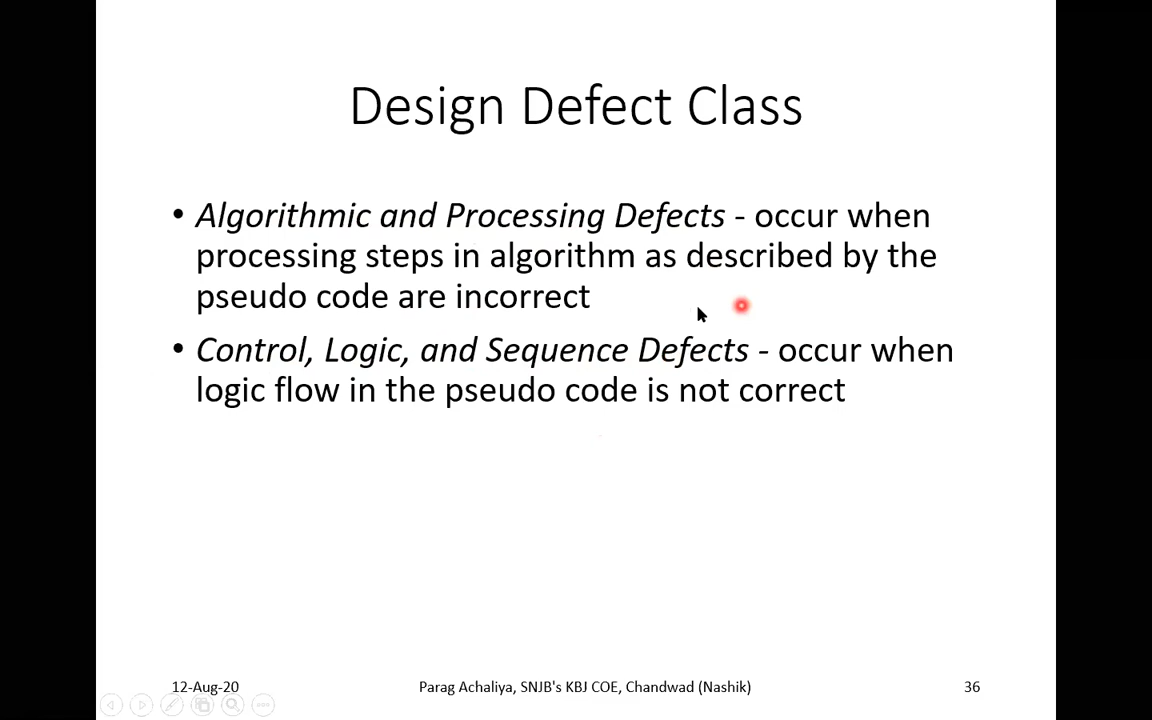 Design Defect Class
• Algorithmic and Processing Defects - occur when
processing steps in algorithm as described by the
pseudo code are incorrect
• Control, Logic, and Sequence Defects - occur when
logic flow in the pseudo code is not correct
12-Aug-20
Parag Achaliya, SNJB's KBJ COE, Chandwad (Nashik)
36